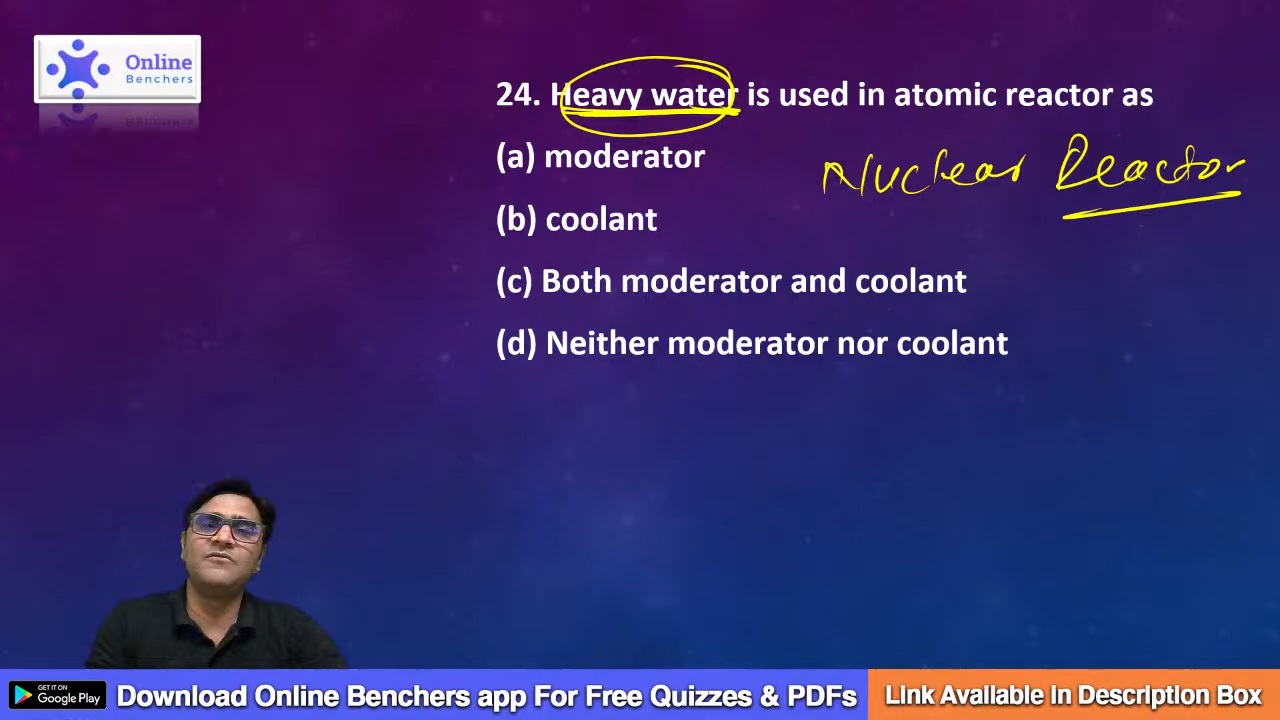 Online
Benchers
24. Heavy water is used in atomic reactor as
(a) moderator
Nuclear Reactor
(b) coolant
(c) Both moderator and coolant
(d) Neither moderator nor coolant
GET IT ON
Google Play
Download Online Benchers app For Free Quizzes & PDFs
Link Available In Description Box